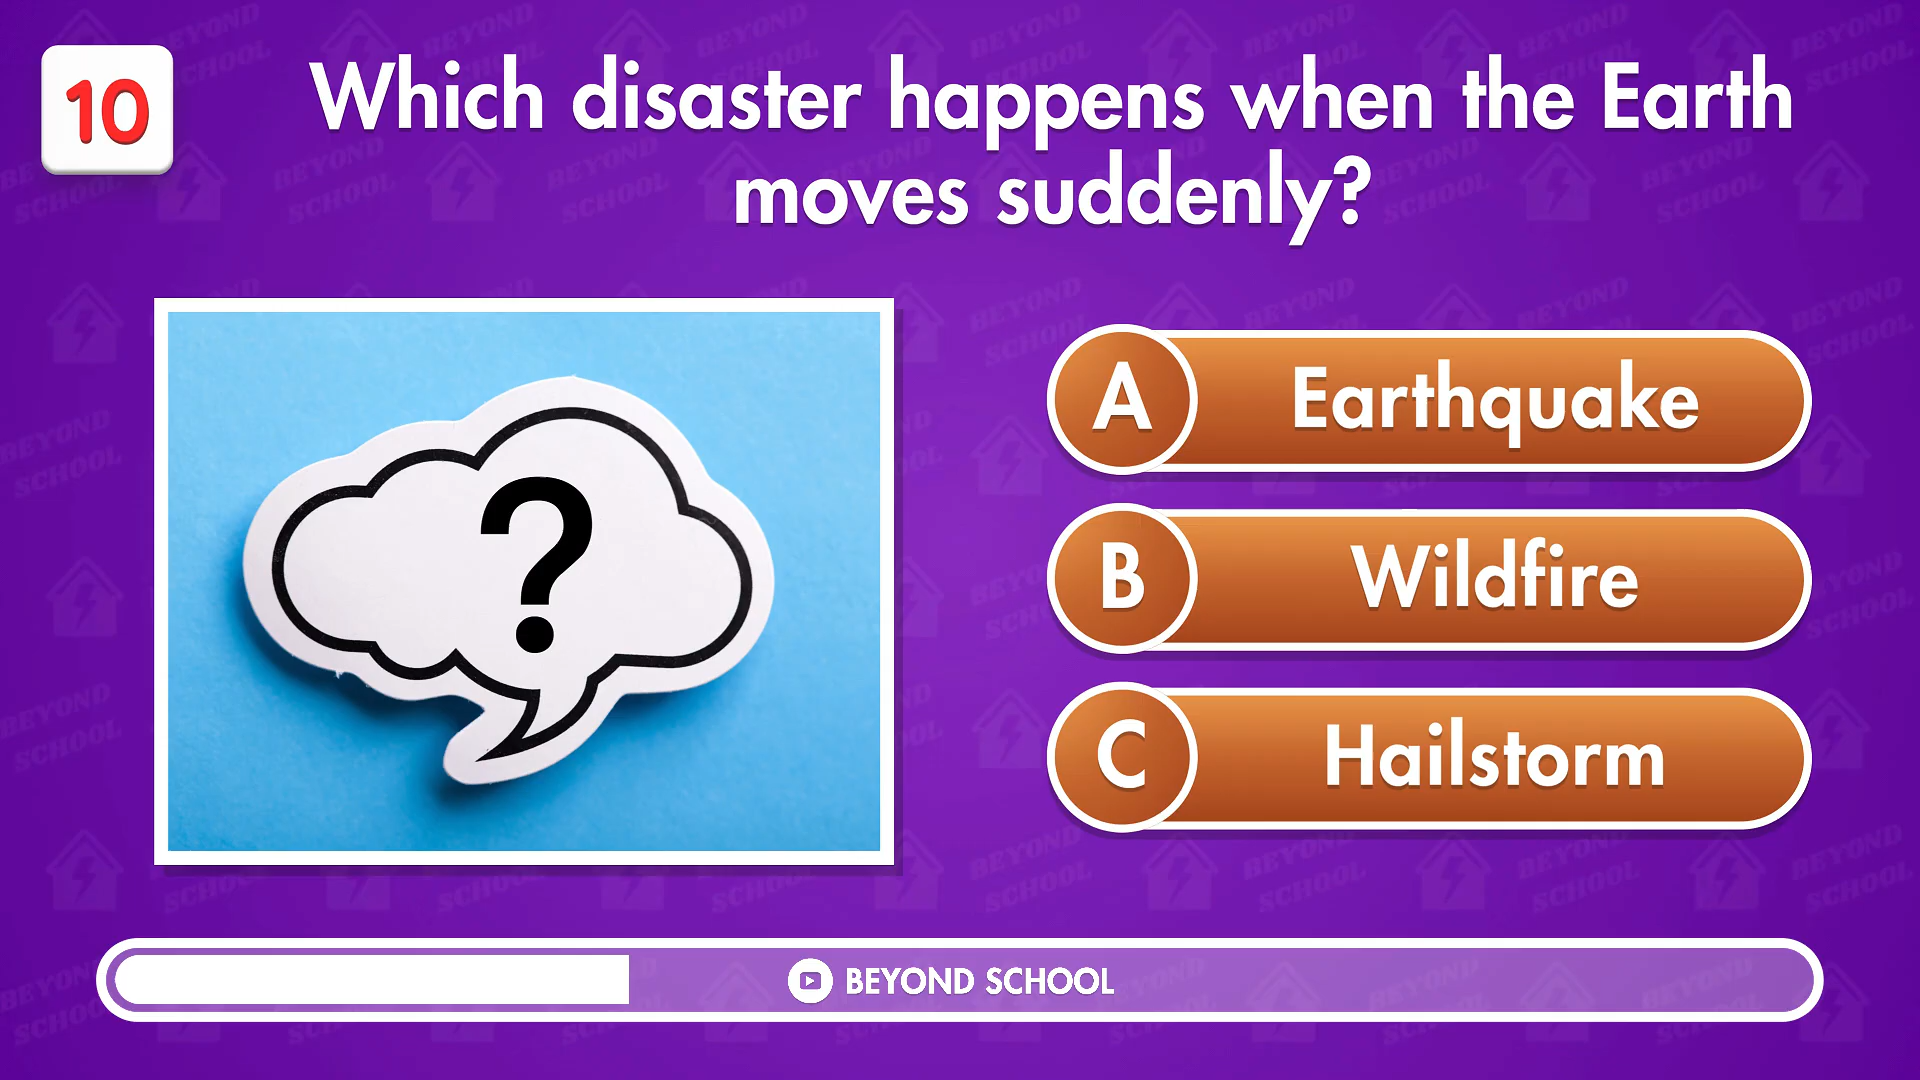 10
Which disaster happens when the Earth
moves suddenly?
?
A Earthquake
B Wildfire
C Hailstorm
BEYOND SCHOOL